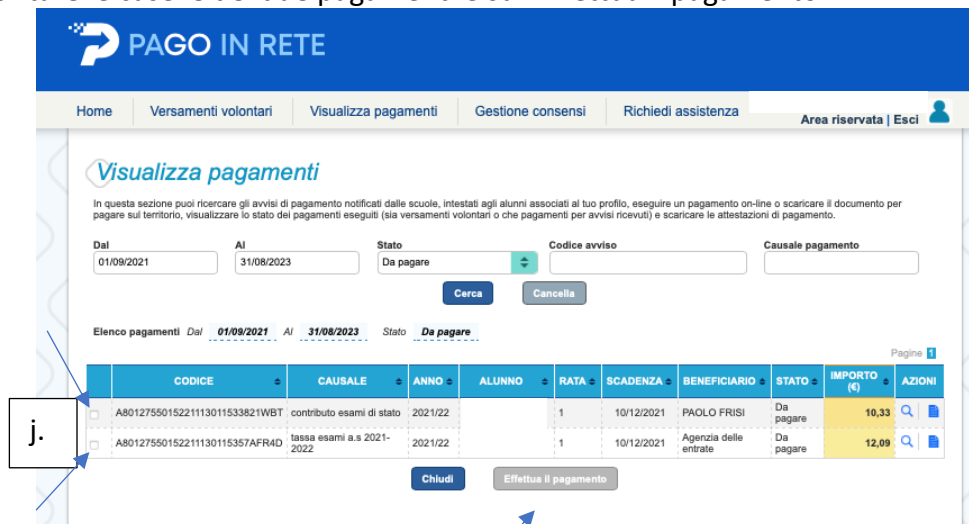 PAGO IN RETE
Home Versamenti volontari Visualizza pagamenti Gestione consensi Richiedi assistenza Area riservata | Esci
Visualizza pagamenti
In questa sezione puoi ricercare gli avvisi di pagamento notificati dalle scuole, intestati agli alunni associati al tuo profilo, eseguire un pagamento on-line o scaricare il documento per
pagare sul territorio, visualizzare lo stato dei pagamenti eseguiti (sia versamenti volontari o che pagamenti per avvisi ricevuti) e scaricare le attestazioni di pagamento.
Dal Al Stato Codice avviso Causale pagamento
01/09/2021 31/08/2023 Da pagare
Cerca Cancella
Elenco pagamenti Dal 01/09/2021 Al 31/08/2023 Stato Da pagare
Pagine 1
CODICE CAUSALE ANNO ALUNNO RATA SCADENZA BENEFICIARIO STATO IMPORTO (€) AZIONI
A8012755015221113011533821WBT contributo esami di stato 2021/22 1 10/12/2021 PAOLO FRISI Da pagare 10,33
j.
A80127550152211130115357AFR4D tassa esami a.s 2021-2022 2021/22 1 10/12/2021 Agenzia delle entrate Da pagare 12,09
Chiudi Effettua il pagamento